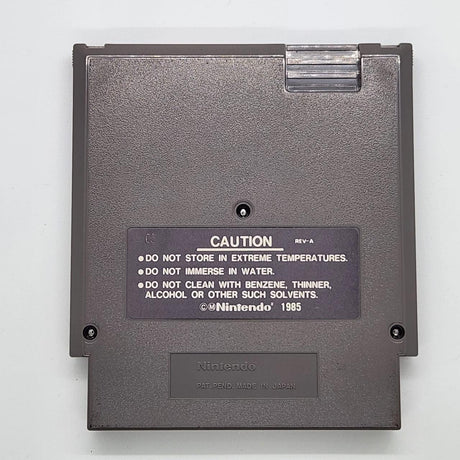 CAUTION REV-A
●DO NOT STORE IN EXTREME TEMPERATURES.
●DO NOT IMMERSE IN WATER.
●DO NOT CLEAN WITH BENZENE, THINNER,
ALCOHOL OR OTHER SUCH SOLVENTS.
©ⓂNintendo® 1985
Nintendo
PAT. PEND. MADE IN JAPAN